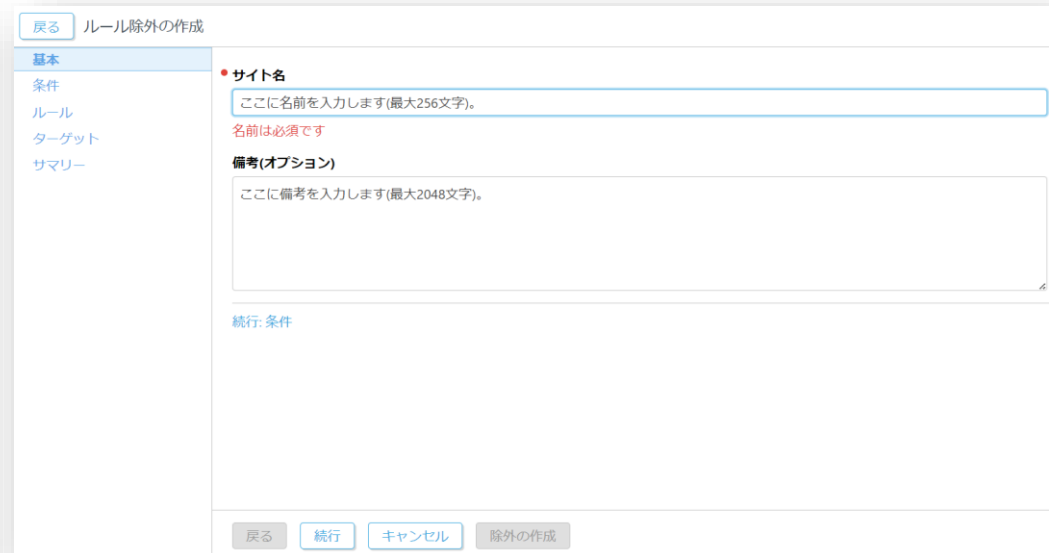 戻る ルール除外の作成
基本
条件
ルール
ターゲット
サマリー
サイト名
ここに名前を入力します(最大256文字)。
名前は必須です
備考(オプション)
ここに備考を入力します(最大2048文字)。
続行: 条件
戻る 続行 キャンセル 除外の作成